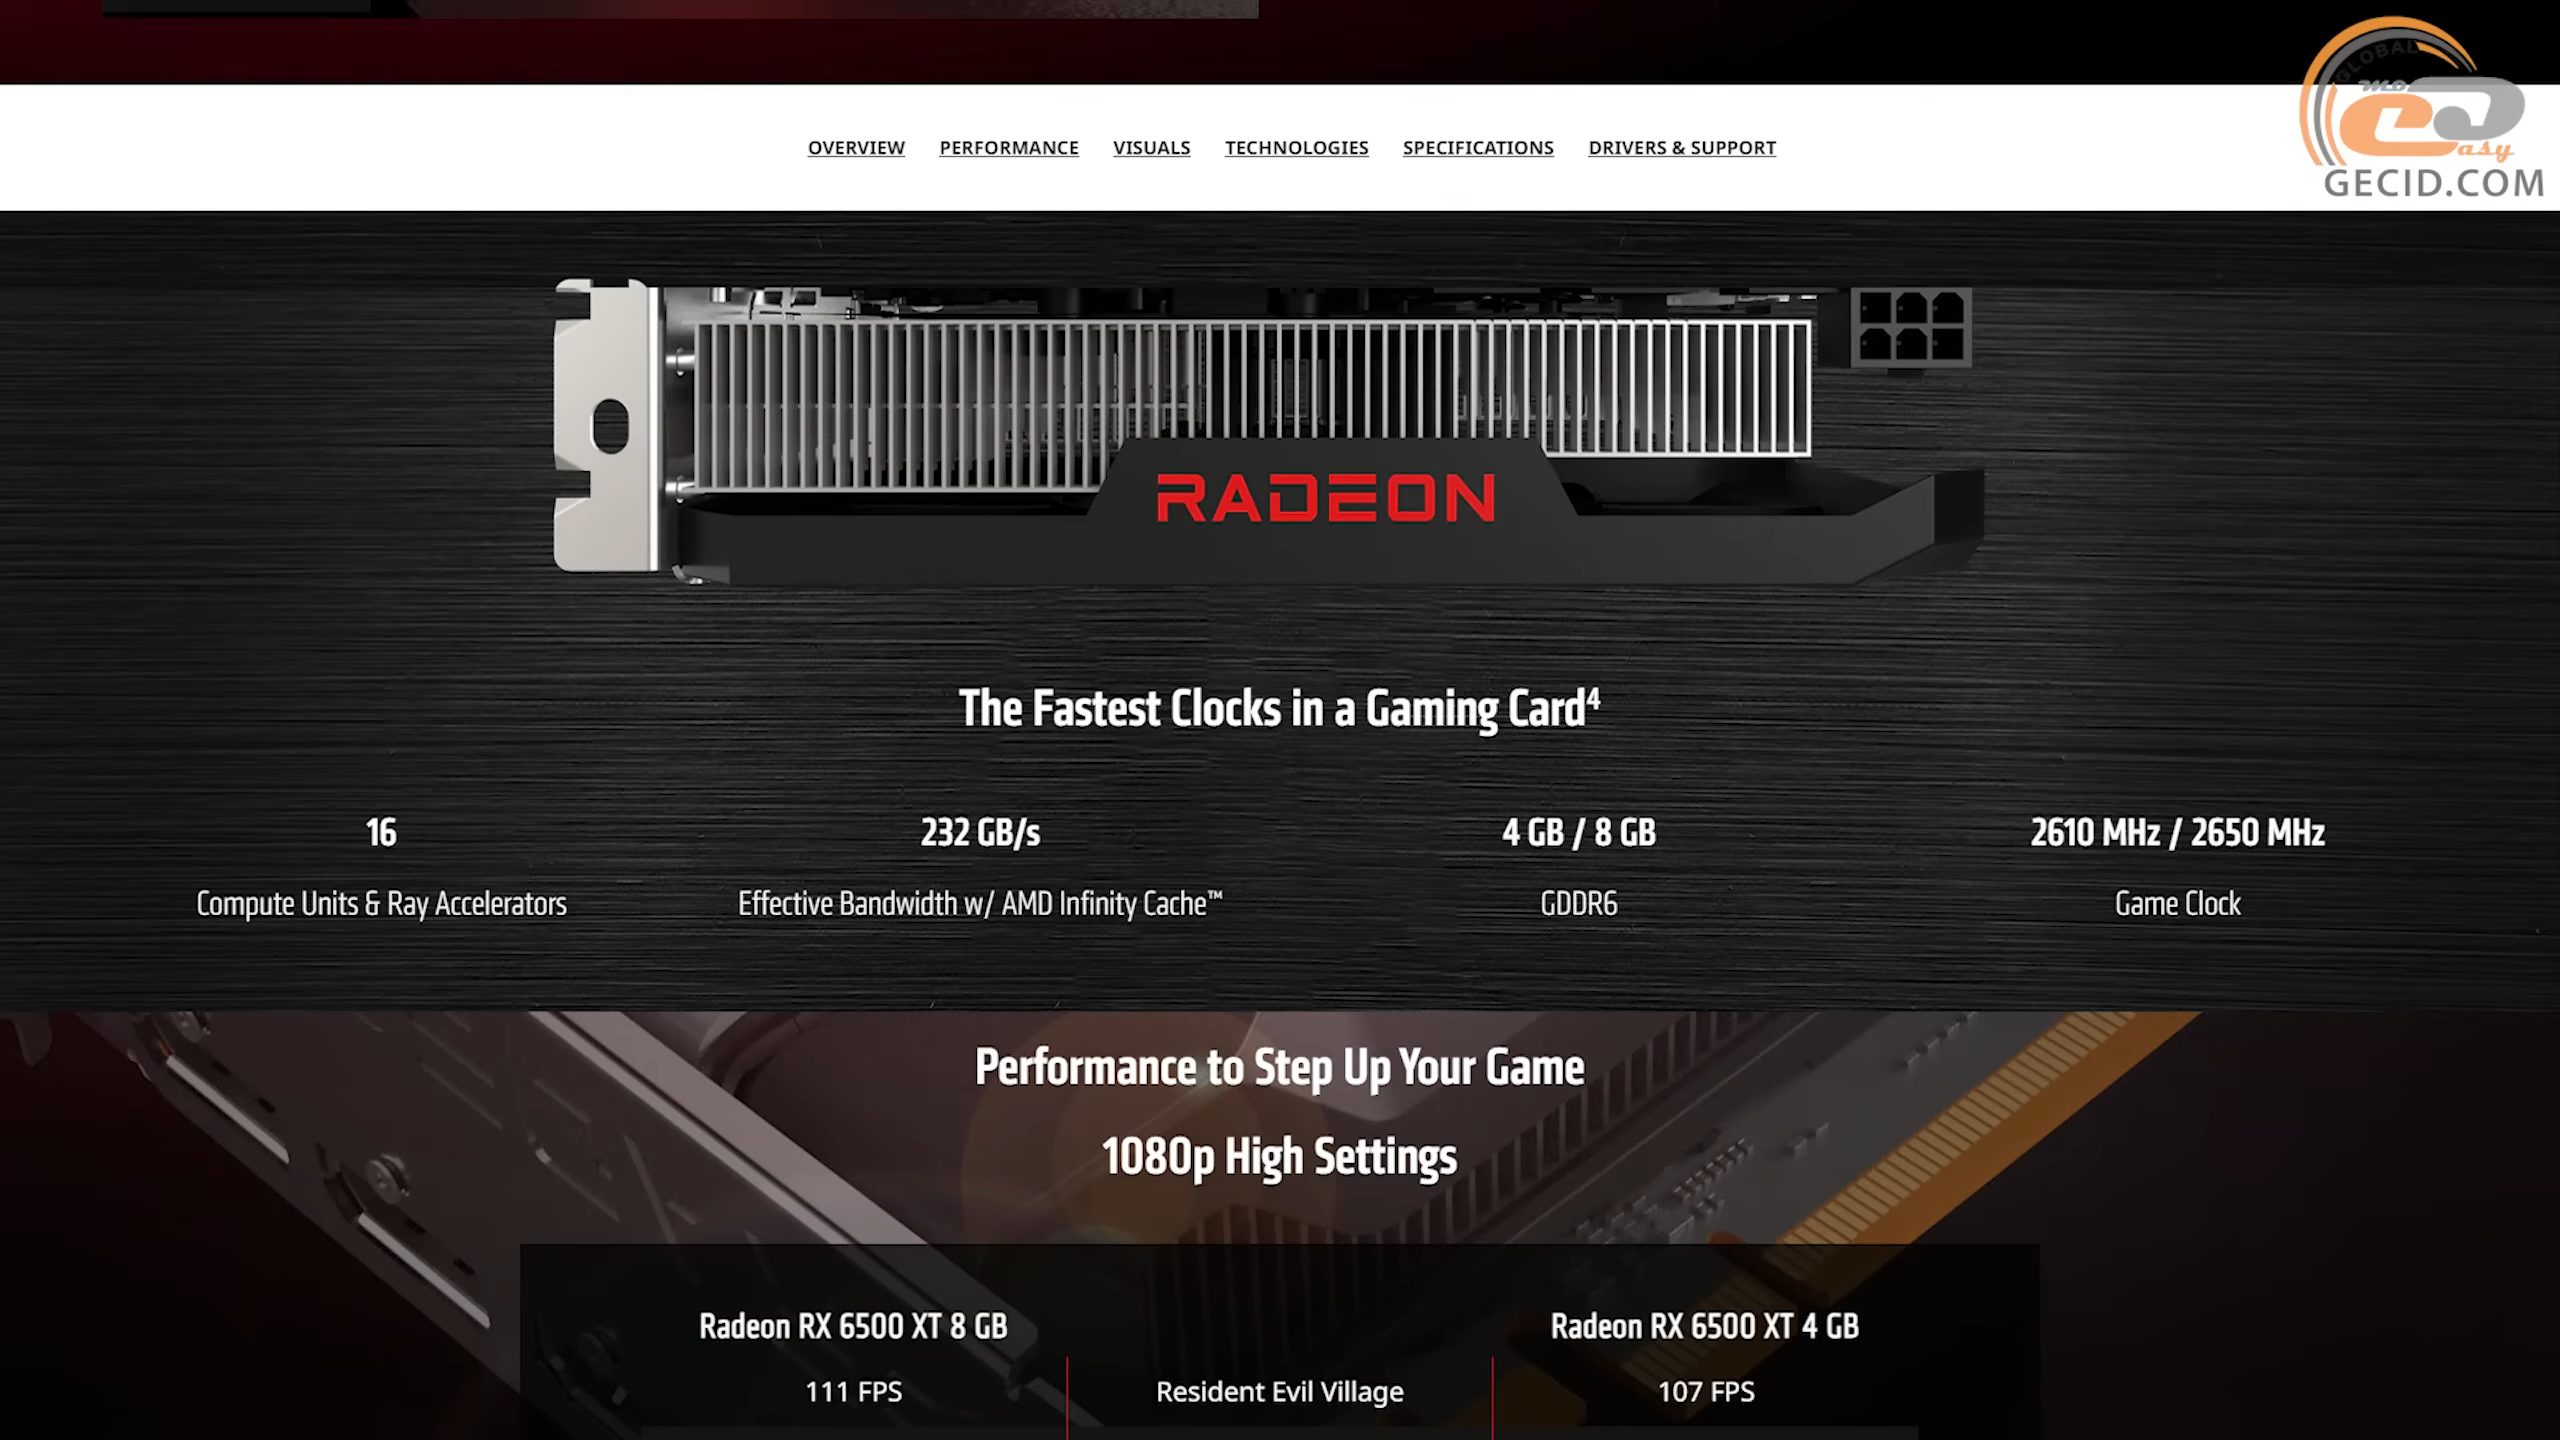 GLOBAL
easy
GECID.COM
OVERVIEW PERFORMANCE VISUALS TECHNOLOGIES SPECIFICATIONS DRIVERS & SUPPORT
RADEON
The Fastest Clocks in a Gaming Card⁴
16 232 GB/s 4 GB / 8 GB 2610 MHz / 2650 MHz
Compute Units & Ray Accelerators Effective Bandwidth w/ AMD Infinity Cache™ GDDR6 Game Clock
Performance to Step Up Your Game
1080p High Settings
Radeon RX 6500 XT 8 GB Radeon RX 6500 XT 4 GB
111 FPS Resident Evil Village 107 FPS